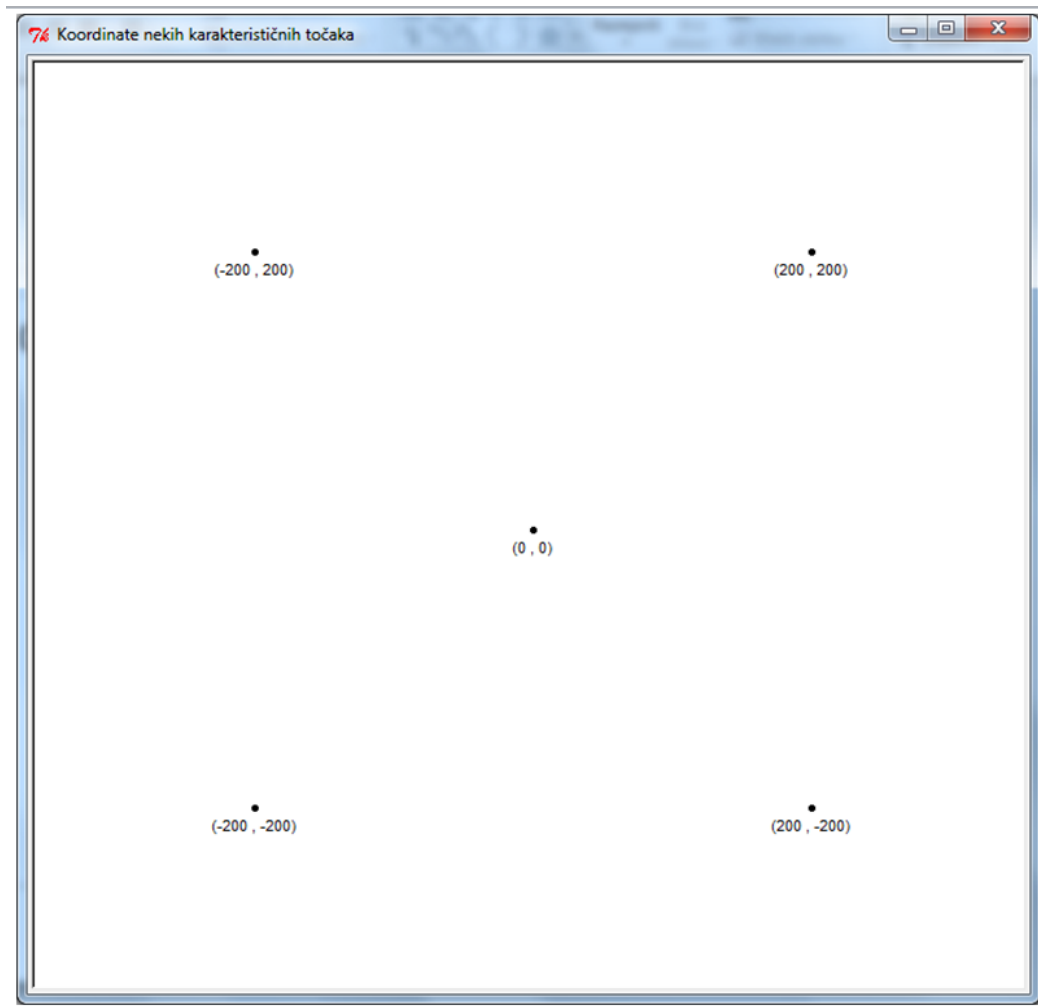 Koordinate nekih karakterističnih točaka
(-200 , 200)
(200 , 200)
(0 , 0)
(-200 , -200)
(200 , -200)